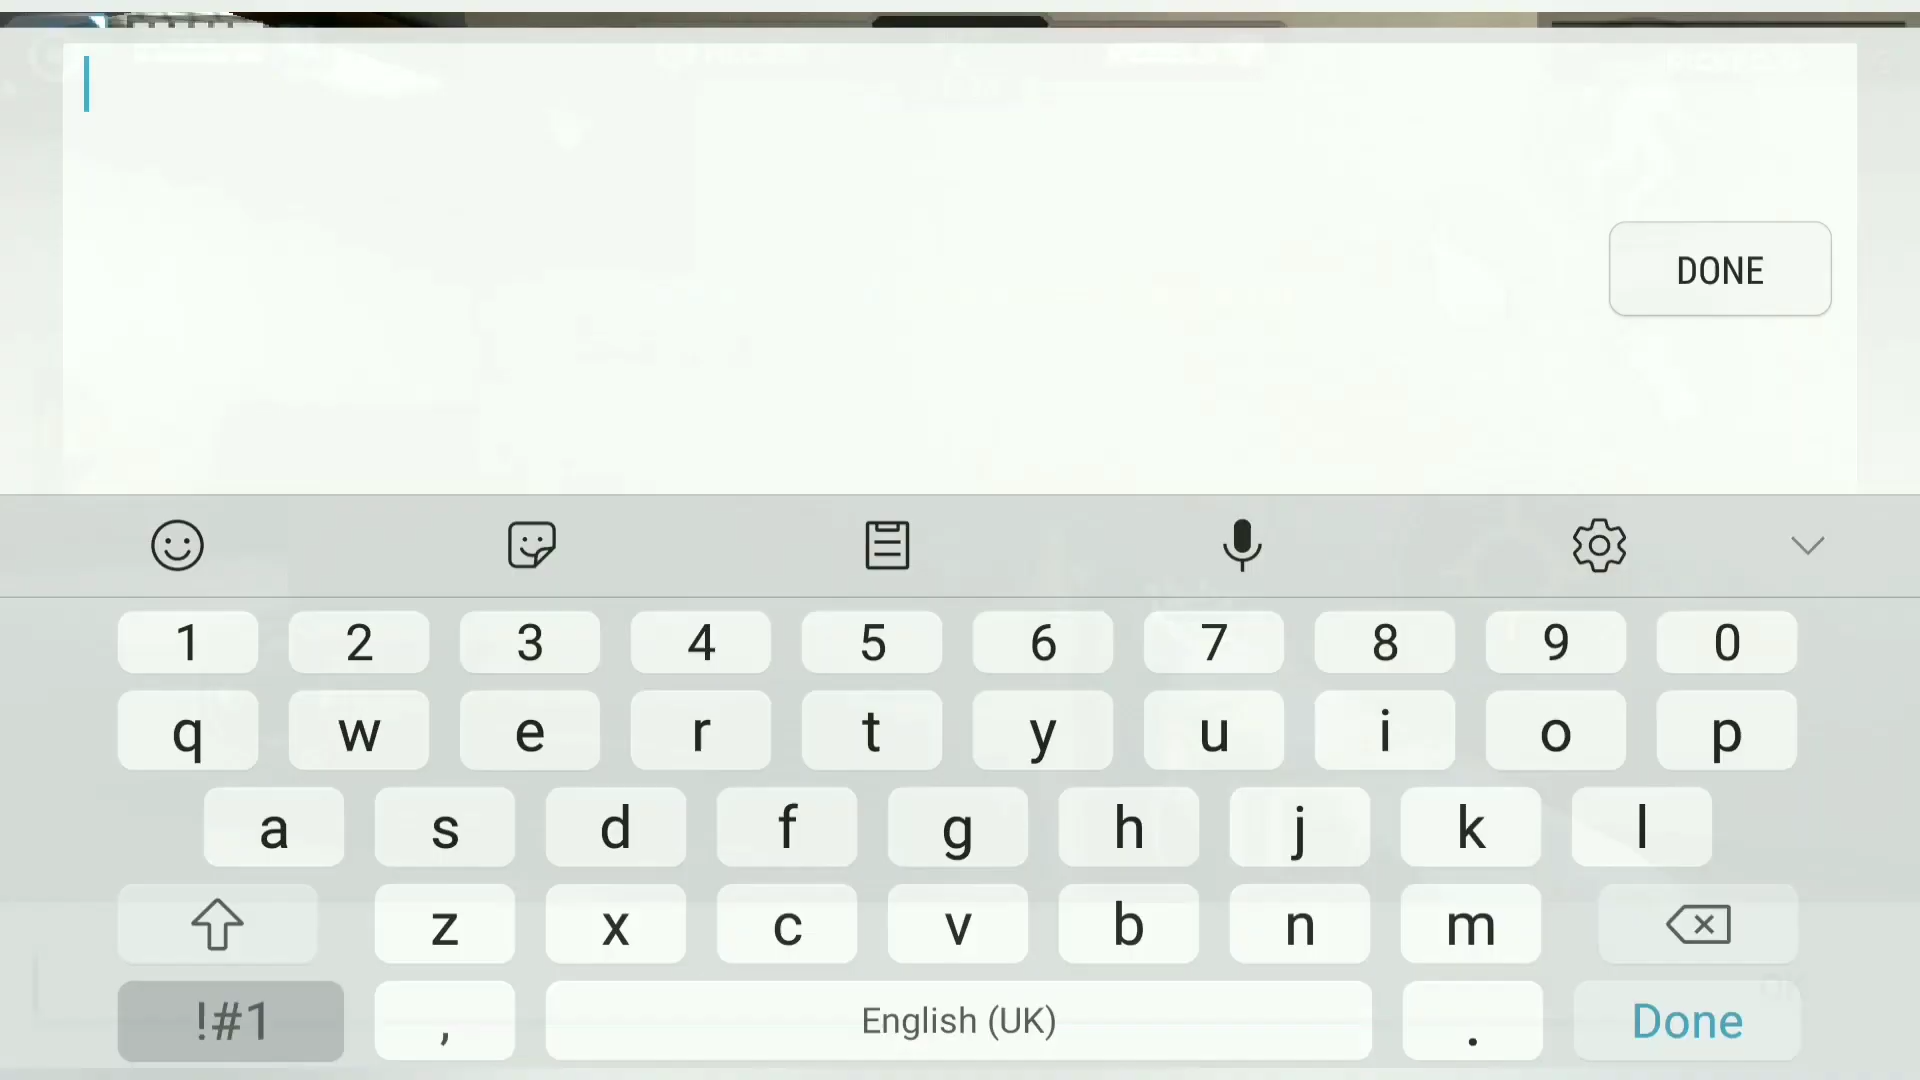 DONE
1 2 3 4 5 6 7 8 9 0
q w e r t y u i o p
a s d f g h j k l
z x c v b n m
!#1 , English (UK) . Done